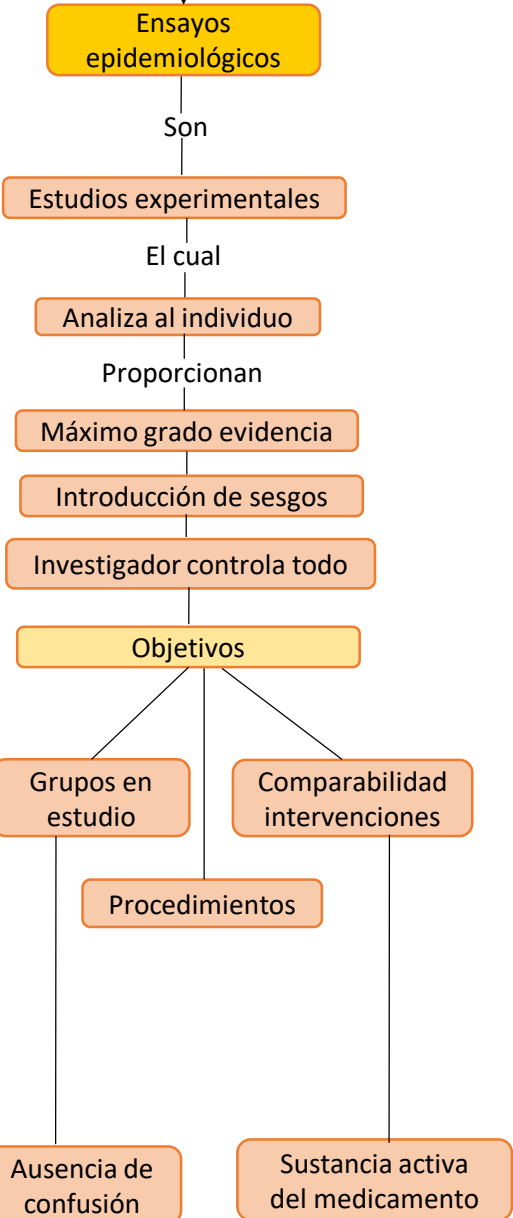 Ensayos
epidemiológicos
Son
Estudios experimentales
El cual
Analiza al individuo
Proporcionan
Máximo grado evidencia
Introducción de sesgos
Investigador controla todo
Objetivos
Grupos en
estudio
Comparabilidad
intervenciones
Procedimientos
Ausencia de
confusión
Sustancia activa
del medicamento